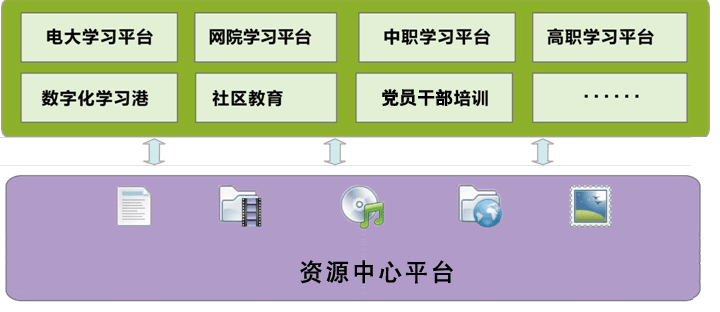 电大学习平台
网院学习平台
中职学习平台
高职学习平台
数字化学习港
社区教育
党员干部培训
······
资源中心平台